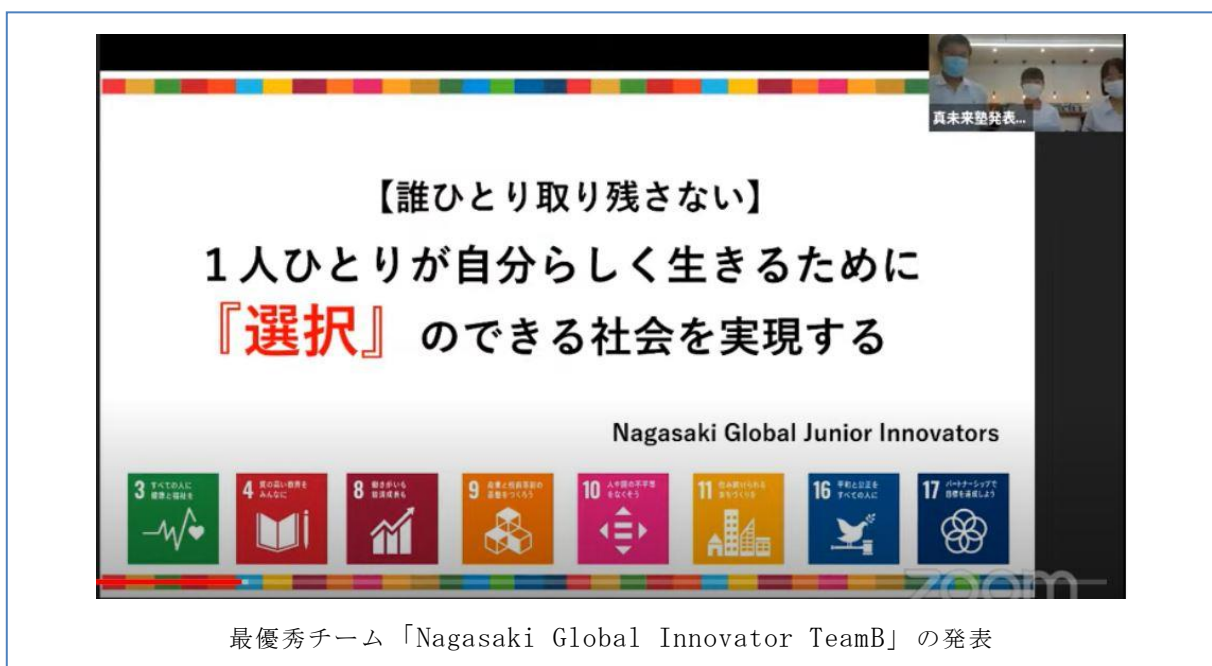 真未来塾発表...
【誰ひとり取り残さない】
1人ひとりが自分らしく生きるために
『選択』のできる社会を実現する
Nagasaki Global Junior Innovators
3 すべての人に
健康と福祉を
4 質の高い教育を
みんなに
8 働きがいも
経済成長も
9 産業と技術革新の
基盤をつくろう
10 人や国の不平等
をなくそう
11 住み続けられる
まちづくりを
16 平和と公正を
すべての人に
17 パートナーシップで
目標を達成しよう
zoom
最優秀チーム「Nagasaki Global Innovator TeamB」の発表